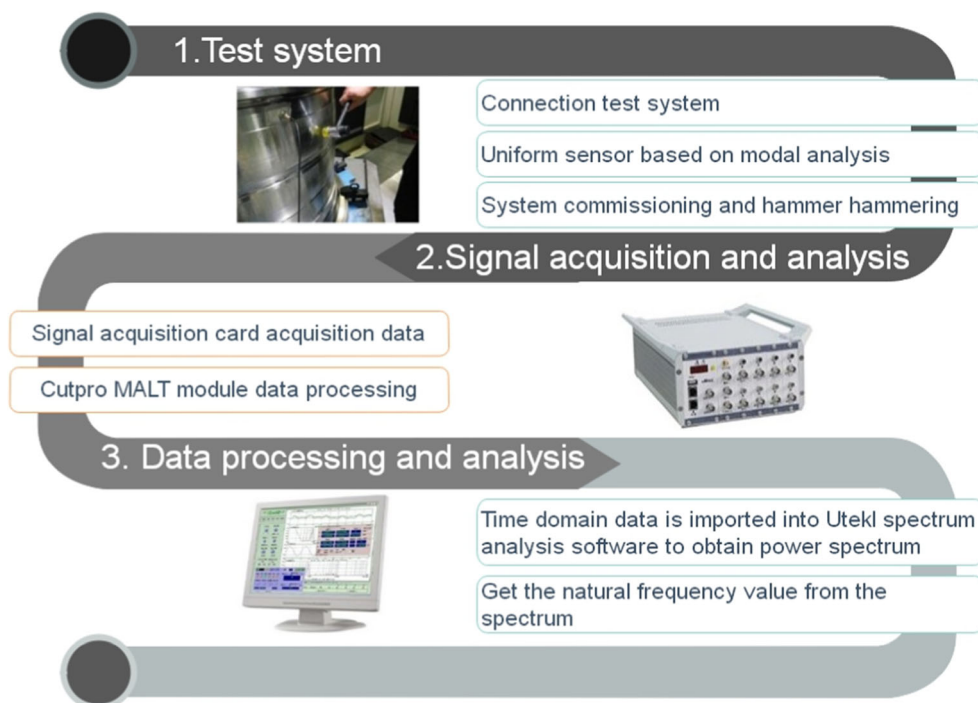 1.Test system
Connection test system
Uniform sensor based on modal analysis
System commissioning and hammer hammering
2.Signal acquisition and analysis
Signal acquisition card acquisition data
Cutpro MALT module data processing
3. Data processing and analysis
Time domain data is imported into Utekl spectrum
analysis software to obtain power spectrum
Get the natural frequency value from the
spectrum